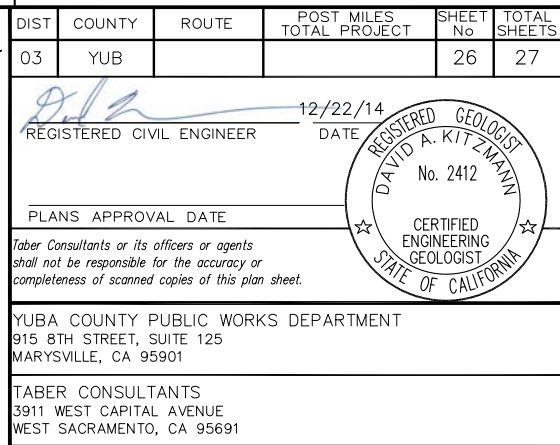 DIST COUNTY ROUTE POST MILES TOTAL PROJECT SHEET No TOTAL SHEETS
03 YUB 26 27
12/22/14
REGISTERED CIVIL ENGINEER DATE
REGISTERED GEOLOGIST
DAVID A. KITZMANN
No. 2412
CERTIFIED
ENGINEERING
GEOLOGIST
STATE OF CALIFORNIA
PLANS APPROVAL DATE
Taber Consultants or its officers or agents
shall not be responsible for the accuracy or
completeness of scanned copies of this plan sheet.
YUBA COUNTY PUBLIC WORKS DEPARTMENT
915 8TH STREET, SUITE 125
MARYSVILLE, CA 95901
TABER CONSULTANTS
3911 WEST CAPITAL AVENUE
WEST SACRAMENTO, CA 95691